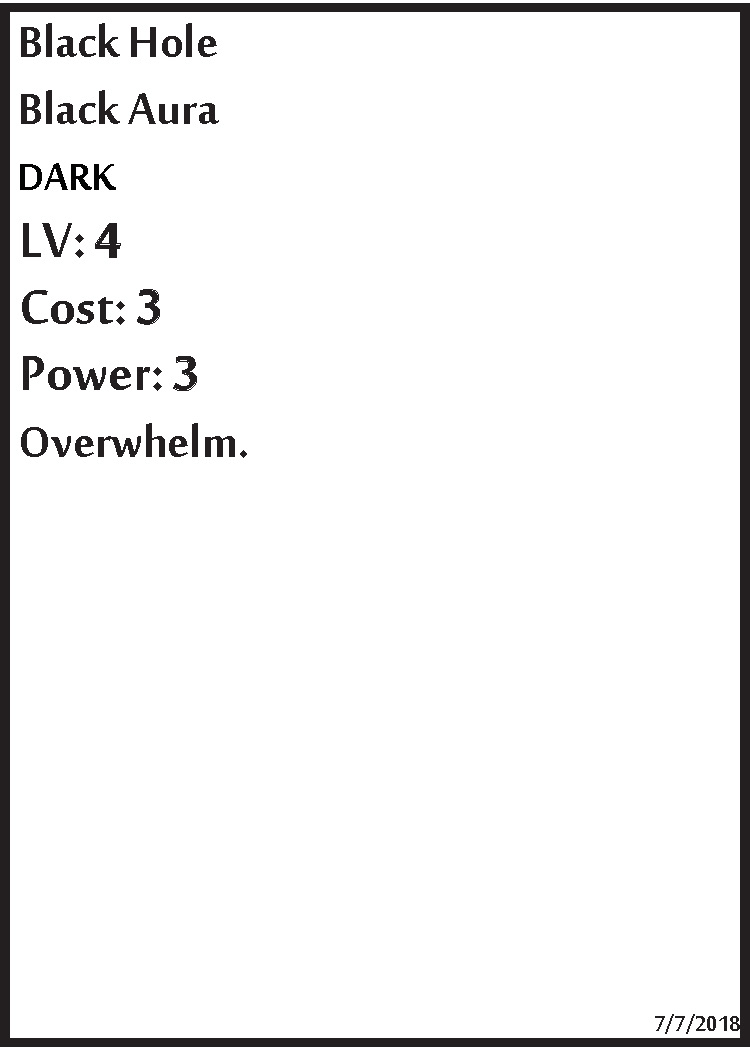 Black Hole
Black Aura
DARK
LV: 4
Cost: 3
Power: 3
Overwhelm.
7/7/2018